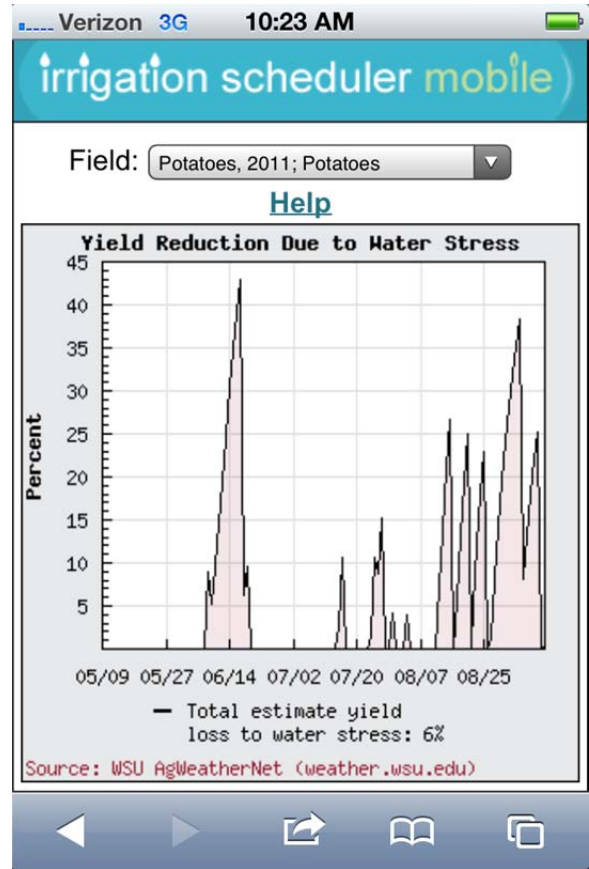 Verizon 3G 10:23 AM
irrigation scheduler mobile
Field: Potatoes, 2011; Potatoes
Help
Yield Reduction Due to Water Stress
45
40
35
30
25
20
15
10
5
Percent
05/09 05/27 06/14 07/02 07/20 08/07 08/25
Total estimate yield
loss to water stress: 6%
Source: WSU AgWeatherNet (weather.wsu.edu)